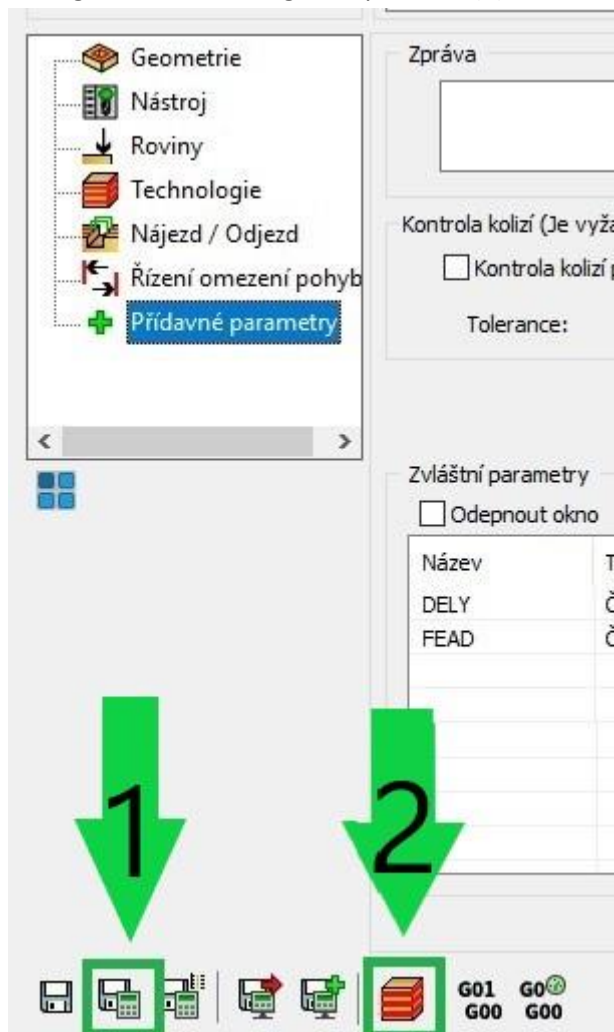 Geometrie
Nástroj
Roviny
Technologie
Nájezd / Odjezd
Řízení omezení pohyb
Přídavné parametry
Zpráva
Kontrola kolizí (Je vyža
Kontrola kolizí p
Tolerance:
Zvláštní parametry
Odepnout okno
Název T
DELY Č
FEAD Č
1
2
G01 G0
G00 G00